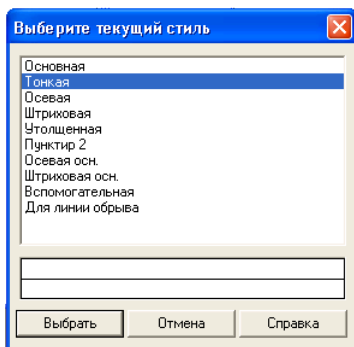 Выберите текущий стиль
Основная
Тонкая
Осевая
Штриховая
Утолщенная
Пунктир 2
Осевая осн.
Штриховая осн.
Вспомогательная
Для линии обрыва
Выбрать Отмена Справка